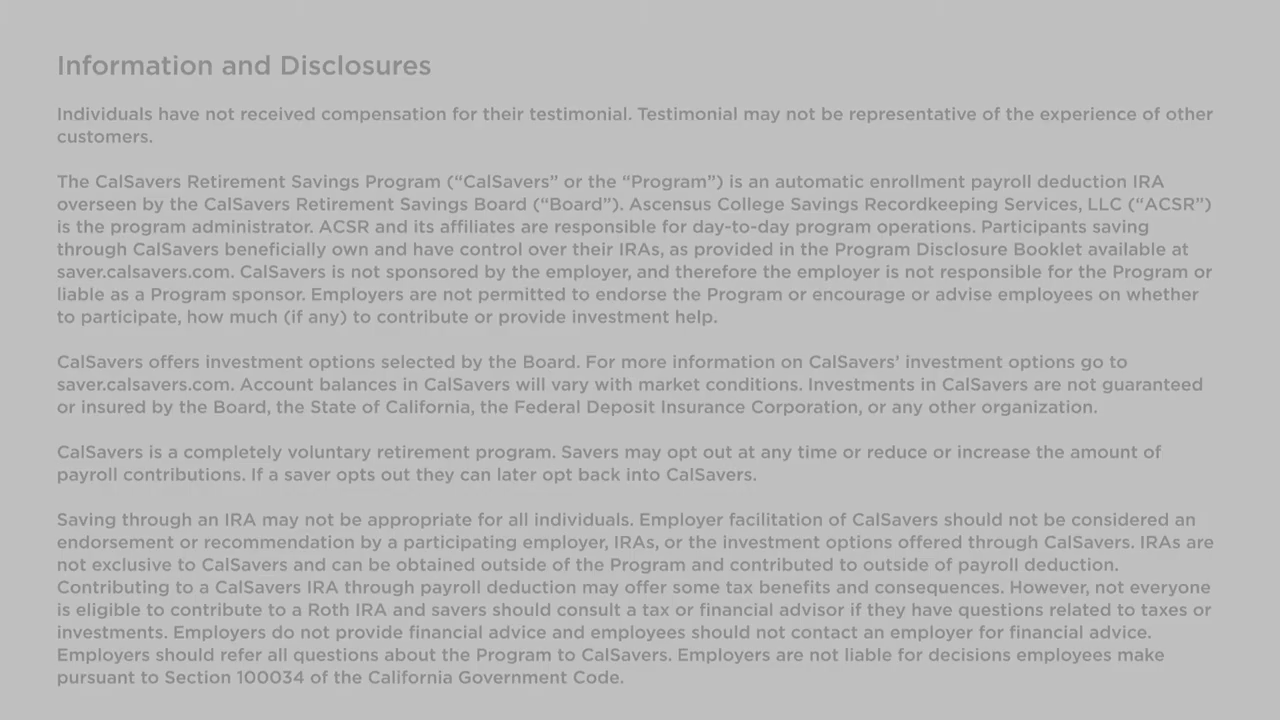 Information and Disclosures
Individuals have not received compensation for their testimonial. Testimonial may not be representative of the experience of other
customers.
The CalSavers Retirement Savings Program (“CalSavers” or the “Program”) is an automatic enrollment payroll deduction IRA
overseen by the CalSavers Retirement Savings Board (“Board”). Ascensus College Savings Recordkeeping Services, LLC (“ACSR”)
is the program administrator. ACSR and its affiliates are responsible for day-to-day program operations. Participants saving
through CalSavers beneficially own and have control over their IRAs, as provided in the Program Disclosure Booklet available at
saver.calsavers.com. CalSavers is not sponsored by the employer, and therefore the employer is not responsible for the Program or
liable as a Program sponsor. Employers are not permitted to endorse the Program or encourage or advise employees on whether
to participate, how much (if any) to contribute or provide investment help.
CalSavers offers investment options selected by the Board. For more information on CalSavers’ investment options go to
saver.calsavers.com. Account balances in CalSavers will vary with market conditions. Investments in CalSavers are not guaranteed
or insured by the Board, the State of California, the Federal Deposit Insurance Corporation, or any other organization.
CalSavers is a completely voluntary retirement program. Savers may opt out at any time or reduce or increase the amount of
payroll contributions. If a saver opts out they can later opt back into CalSavers.
Saving through an IRA may not be appropriate for all individuals. Employer facilitation of CalSavers should not be considered an
endorsement or recommendation by a participating employer, IRAs, or the investment options offered through CalSavers. IRAs are
not exclusive to CalSavers and can be obtained outside of the Program and contributed to outside of payroll deduction.
Contributing to a CalSavers IRA through payroll deduction may offer some tax benefits and consequences. However, not everyone
is eligible to contribute to a Roth IRA and savers should consult a tax or financial advisor if they have questions related to taxes or
investments. Employers do not provide financial advice and employees should not contact an employer for financial advice.
Employers should refer all questions about the Program to CalSavers. Employers are not liable for decisions employees make
pursuant to Section 100034 of the California Government Code.